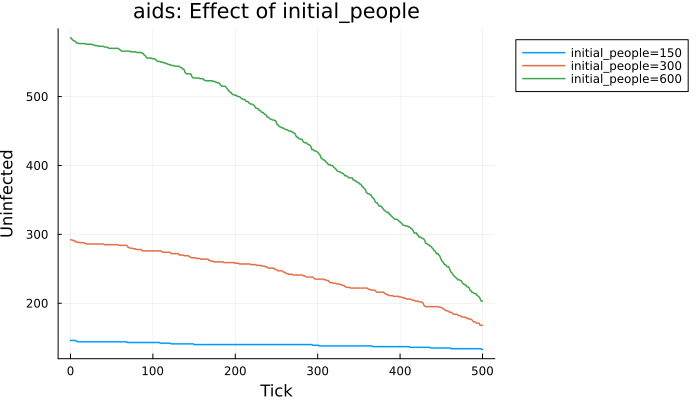 aids: Effect of initial_people
initial_people=150
initial_people=300
initial_people=600
Uninfected
500
400
300
200
0
100
200
300
400
500
Tick